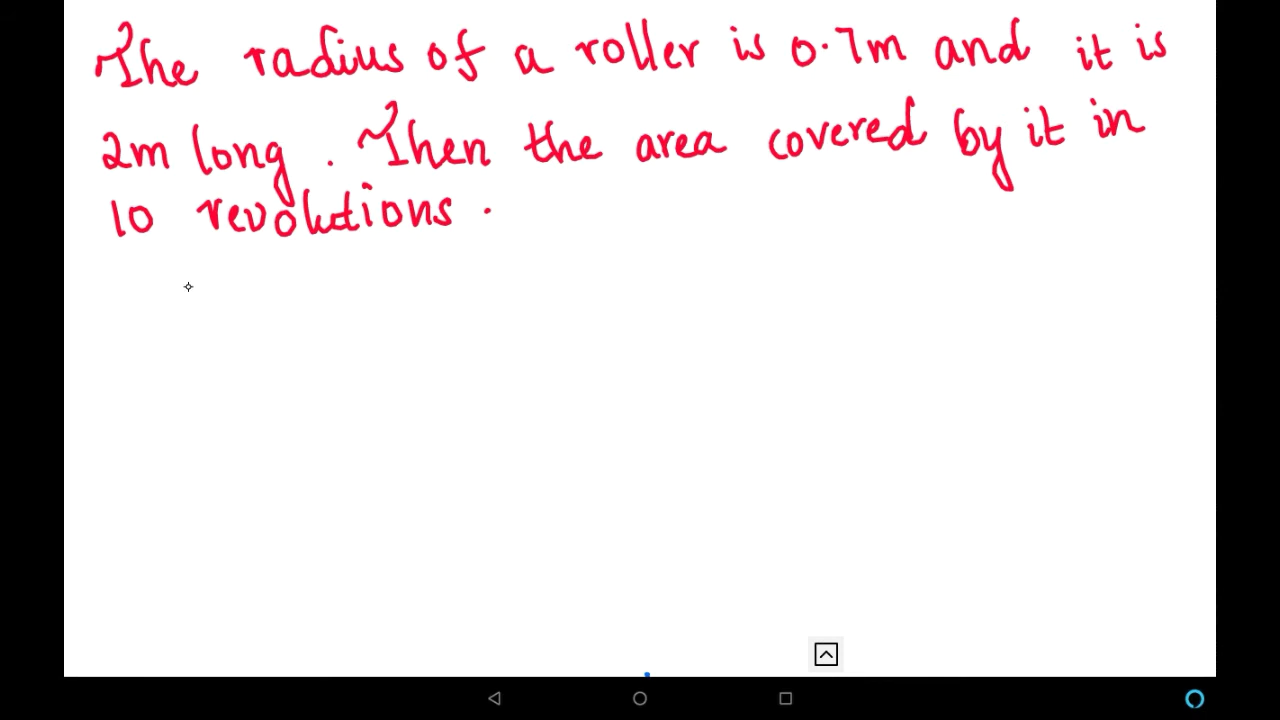 The radius of a roller is 0.7m and it is
2m long. Then the area covered by it in
10 revolutions.